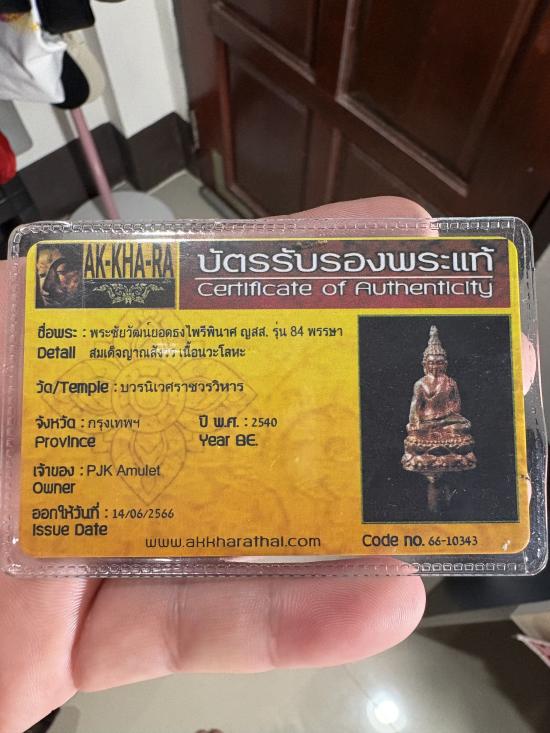 AK-KHA-RA
บัตรรับรองพระแท้
Certificate of Authenticity
ชื่อพระ : พระชัยวัฒน์ยอดธงไพรีพินาศ ญสส. รุ่น 84 พรรษา
Detail สมเด็จญาณสังวร เนื้อนวะโลหะ
วัด/Temple : บวรนิเวศราชวรวิหาร
จังหวัด : กรุงเทพฯ ปี พ.ศ. : 2540
Province Year BE.
เจ้าของ : PJK Amulet
Owner
ออกให้วันที่ : 14/06/2566
Issue Date
www.akkharathai.com Code no. 66-10343